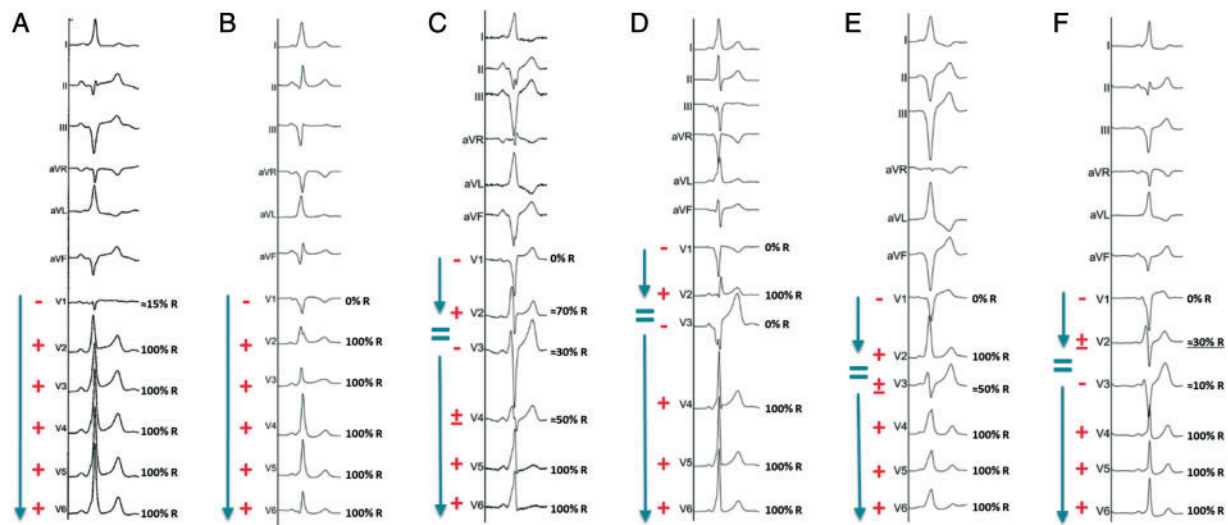 A
I
II
III
aVR
aVL
aVF
- V1 ≈15% R
+ V2 100% R
+ V3 100% R
+ V4 100% R
+ V5 100% R
+ V6 100% R
B
I
II
III
aVR
aVL
aVF
- V1 0% R
+ V2 100% R
+ V3 100% R
+ V4 100% R
+ V5 100% R
+ V6 100% R
C
I
II
III
aVR
aVL
aVF
- V1 0% R
+ V2 ≈70% R
=
- V3 ≈30% R
± V4 ≈50% R
+ V5 100% R
+ V6 100% R
D
I
II
III
aVR
aVL
aVF
- V1 0% R
+ V2 100% R
=
- V3 0% R
+ V4 100% R
+ V5 100% R
+ V6 100% R
E
I
II
III
aVR
aVL
aVF
- V1 0% R
+ V2 100% R
=
± V3 ≈50% R
+ V4 100% R
+ V5 100% R
+ V6 100% R
F
I
II
III
aVR
aVL
aVF
- V1 0% R
± V2 ≈30% R
=
- V3 ≈10% R
+ V4 100% R
+ V5 100% R
+ V6 100% R